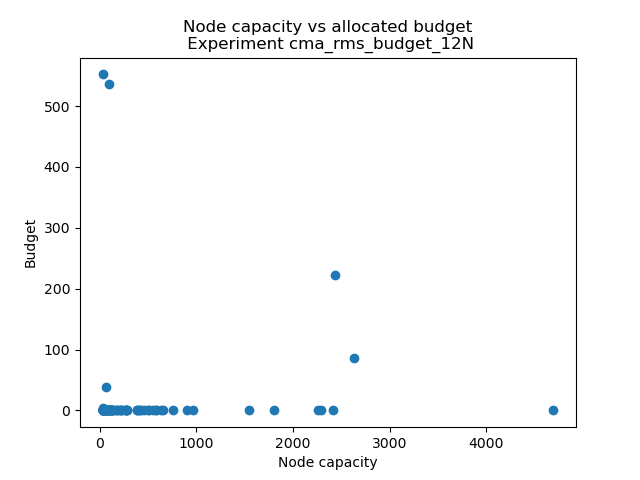 Node capacity vs allocated budget
Experiment cma_rms_budget_12N
Budget
500
400
300
200
100
0
0 1000 2000 3000 4000
Node capacity